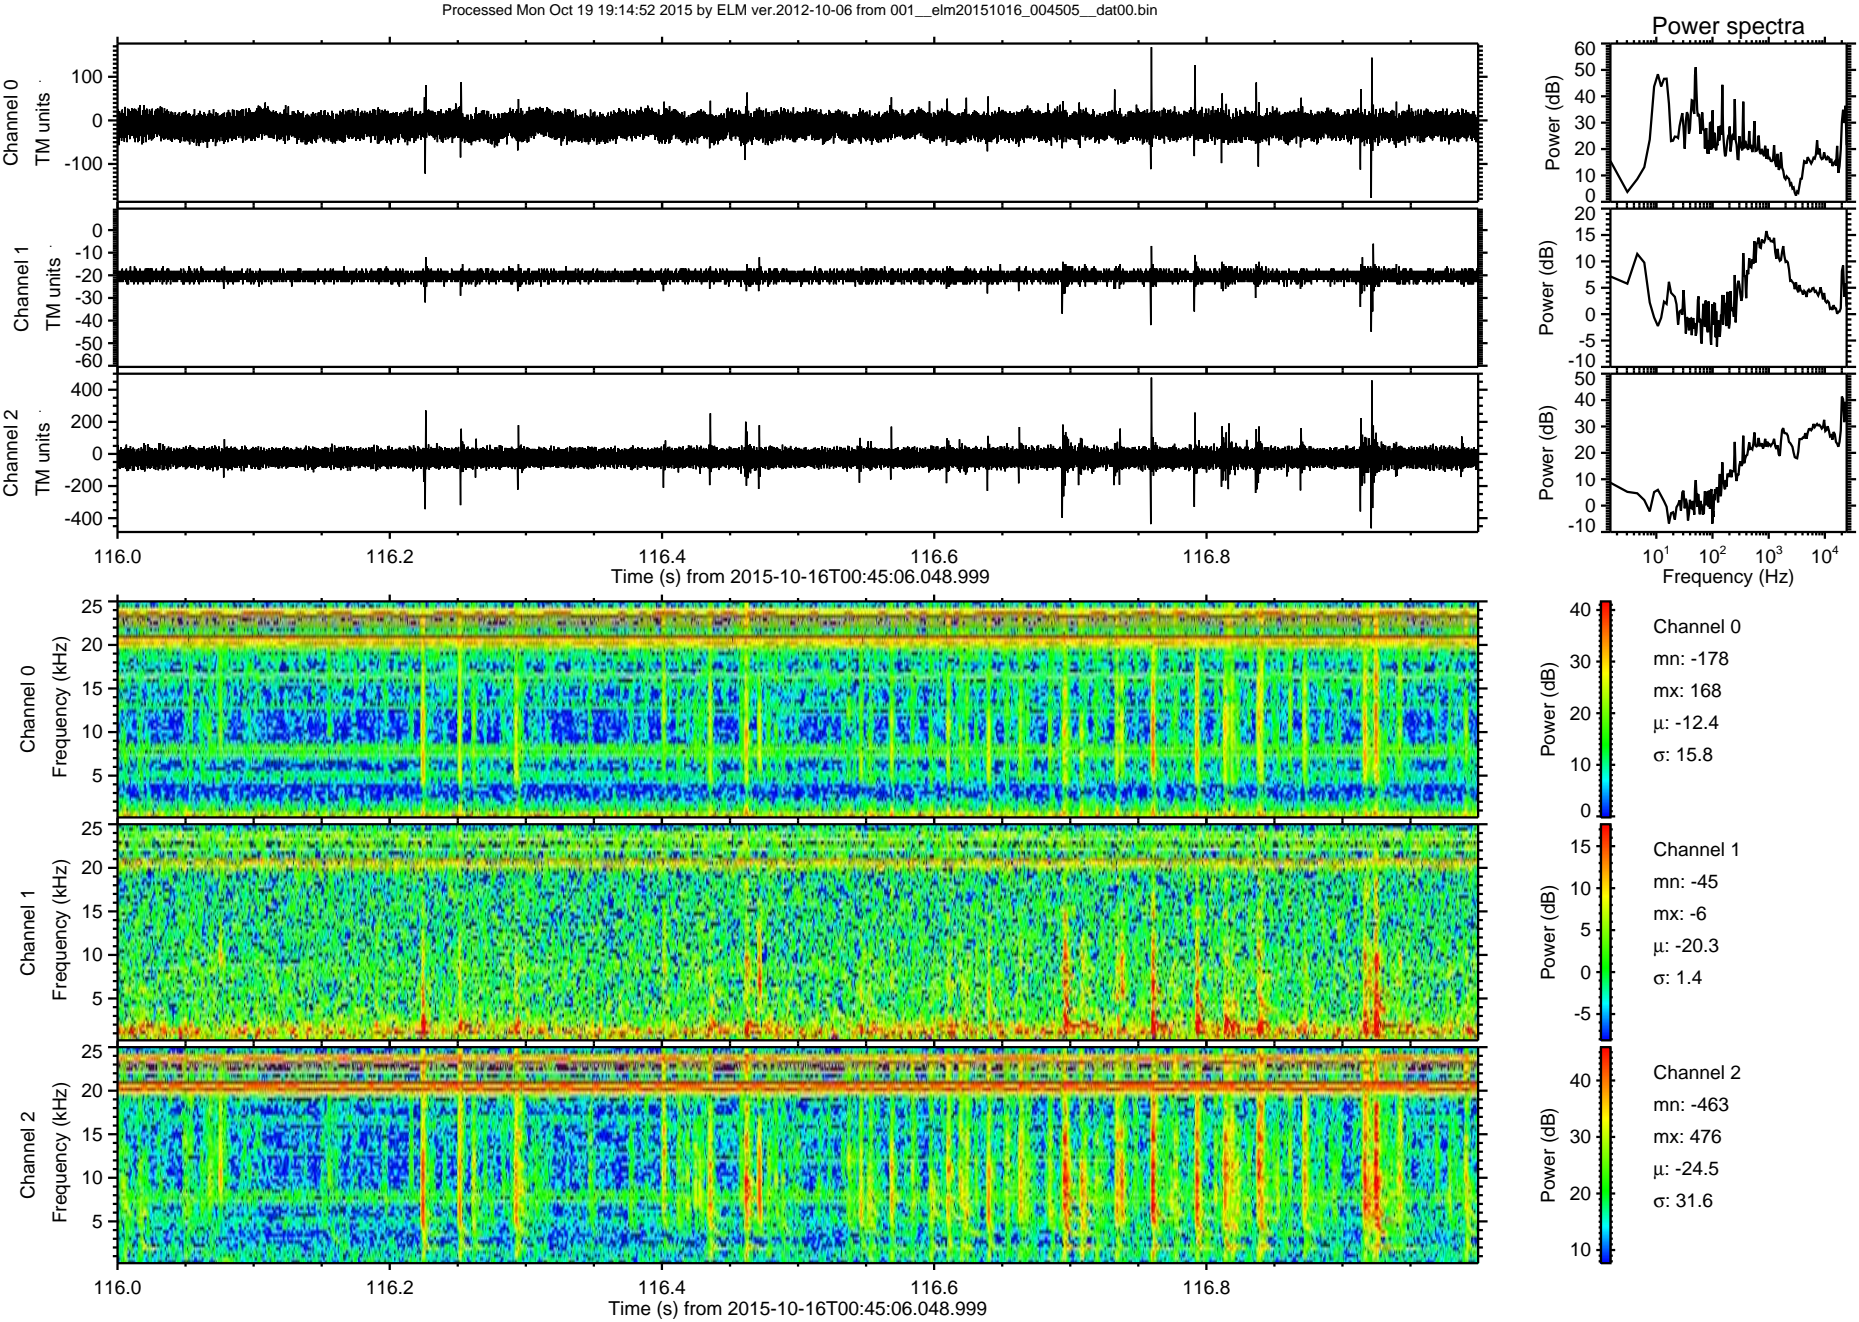 Processed Mon Oct 19 19:14:52 2015 by ELM ver.2012-10-06 from 001__elm20151016_004505__dat00.bin
Power spectra
Channel 0
TM units
100
0
-100
Power (dB)
60
50
40
30
20
10
0
Channel 1
TM units
0
-10
-20
-30
-40
-50
-60
Power (dB)
20
15
10
5
0
-5
-10
Channel 2
TM units
400
200
0
-200
-400
Power (dB)
50
40
30
20
10
0
-10
116.0 116.2 116.4 116.6 116.8
Time (s) from 2015-10-16T00:45:06.048.999
10^1 10^2 10^3 10^4
Frequency (Hz)
Channel 0
Frequency (kHz)
25
20
15
10
5
Power (dB)
40
30
20
10
0
Channel 0
mn: -178
mx: 168
µ: -12.4
σ: 15.8
Channel 1
Frequency (kHz)
25
20
15
10
5
Power (dB)
15
10
5
0
-5
Channel 1
mn: -45
mx: -6
µ: -20.3
σ: 1.4
Channel 2
Frequency (kHz)
25
20
15
10
5
Power (dB)
40
30
20
10
Channel 2
mn: -463
mx: 476
µ: -24.5
σ: 31.6
116.0 116.2 116.4 116.6 116.8
Time (s) from 2015-10-16T00:45:06.048.999